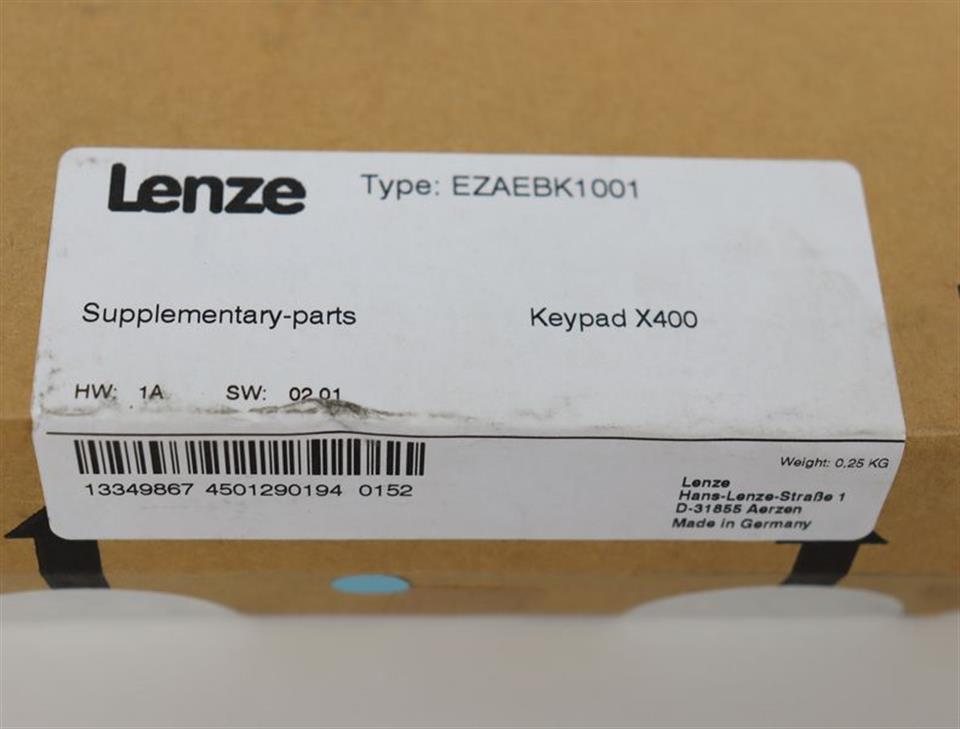 Lenze
Type: EZAEBK1001
Supplementary-parts
Keypad X400
HW: 1A SW: 02.01
Weight: 0,25 KG
13349867 4501290194 0152
Lenze
Hans-Lenze-Straße 1
D-31855 Aerzen
Made in Germany